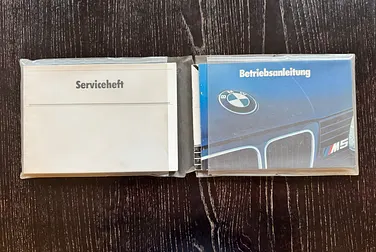 Serviceheft
Betriebsanleitung
BMW
M5